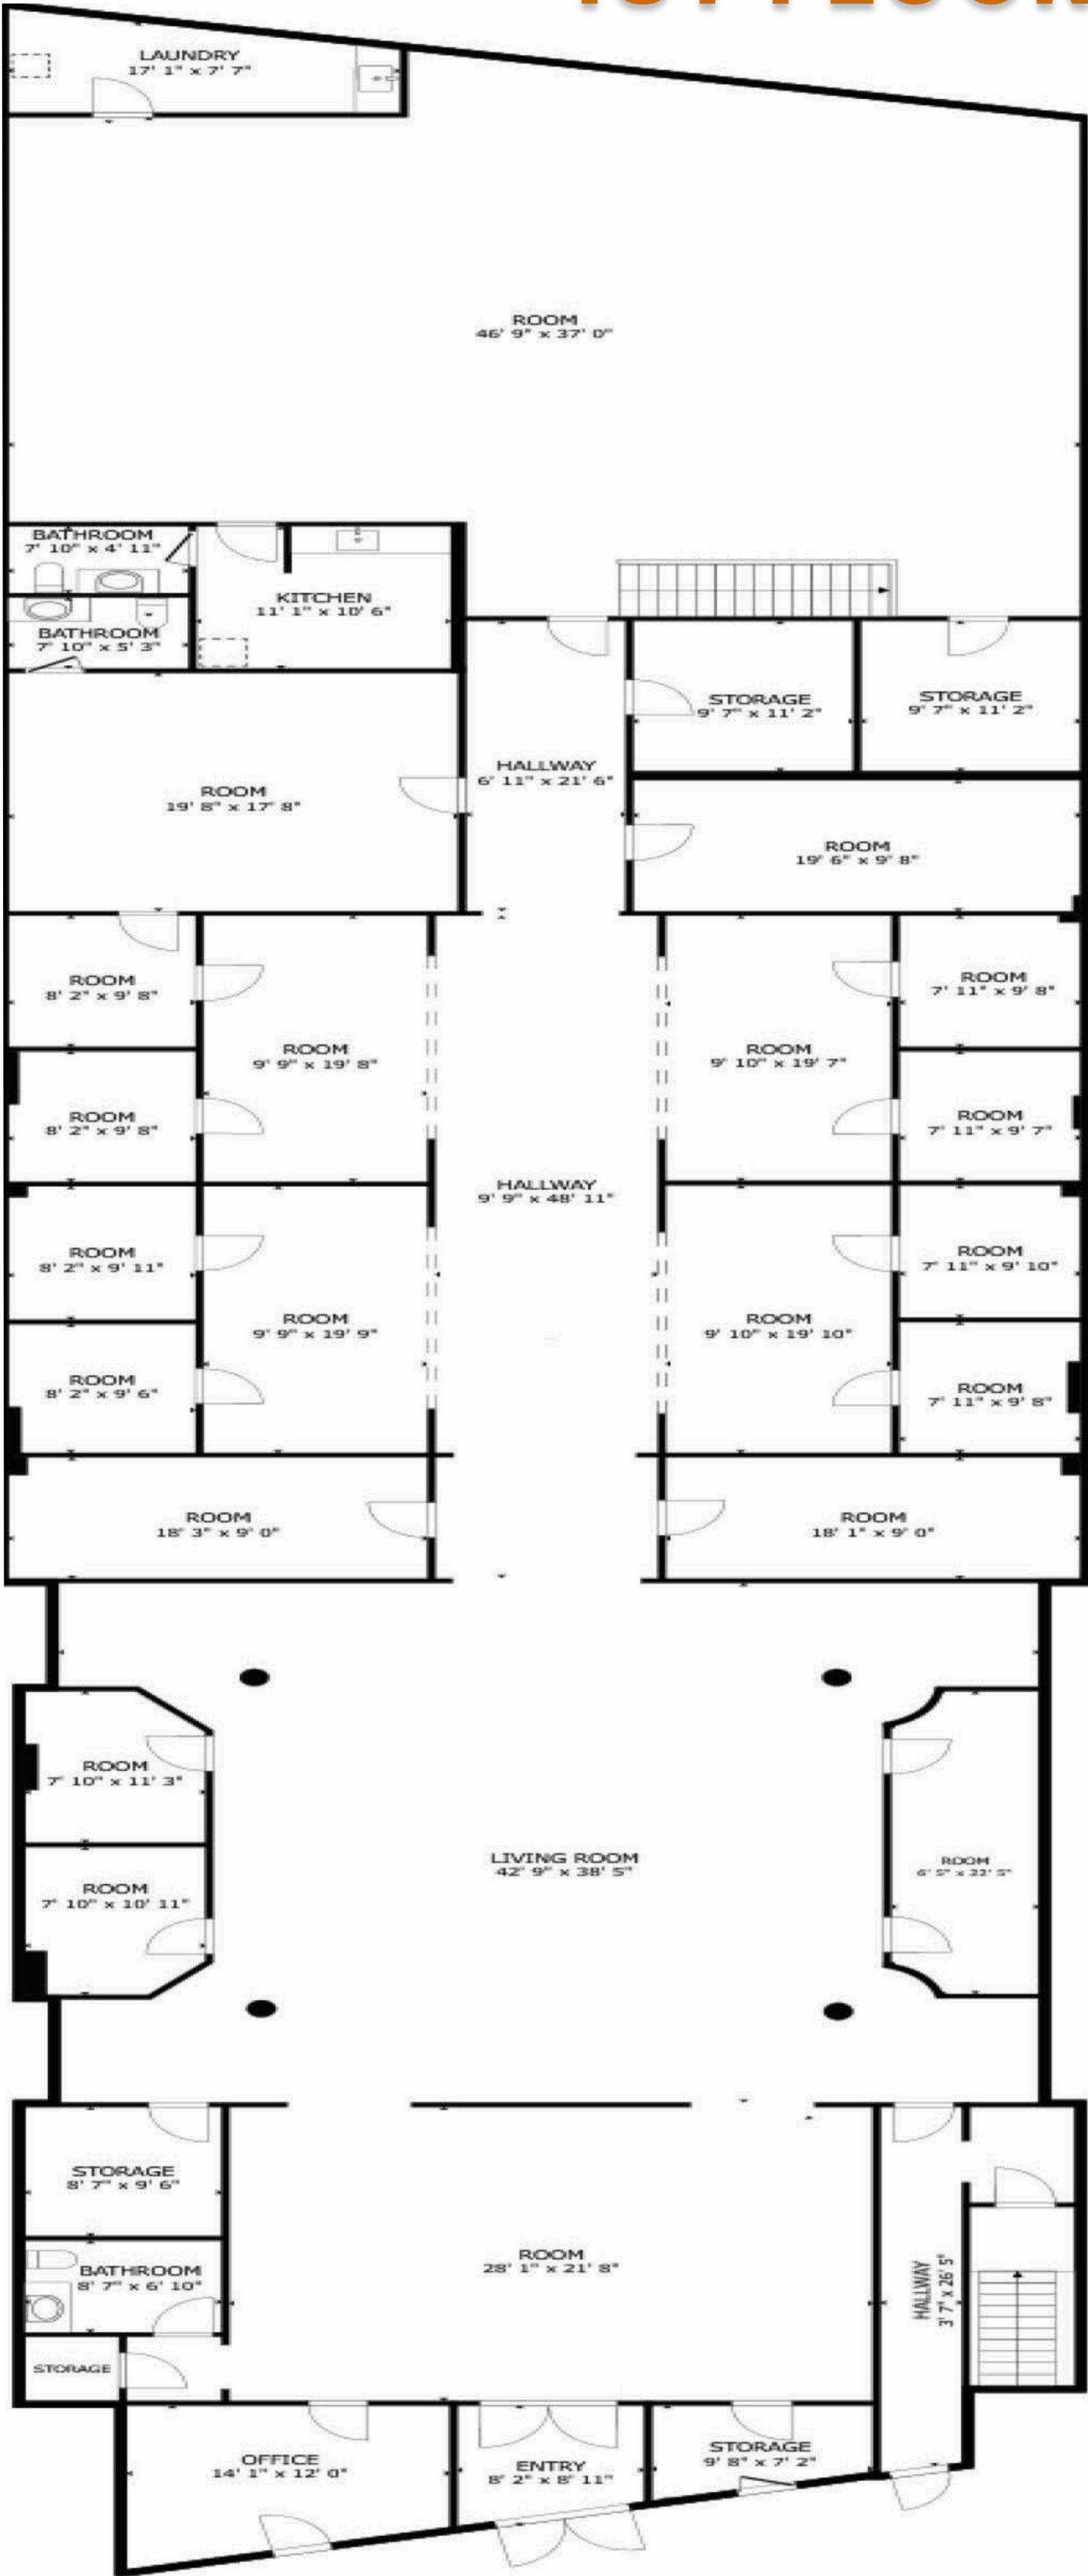 1ST FLOOR
LAUNDRY
17' 1" x 7' 7"
ROOM
46' 9" x 37' 0"
BATHROOM
7' 10" x 4' 11"
KITCHEN
11' 1" x 10' 6"
BATHROOM
7' 10" x 5' 3"
STORAGE
9' 7" x 11' 2"
STORAGE
9' 7" x 11' 2"
HALLWAY
6' 11" x 21' 6"
ROOM
19' 8" x 17' 8"
ROOM
19' 6" x 9' 8"
ROOM
8' 2" x 9' 8"
ROOM
7' 11" x 9' 8"
ROOM
9' 9" x 19' 8"
ROOM
9' 10" x 19' 7"
ROOM
8' 2" x 9' 8"
ROOM
7' 11" x 9' 7"
HALLWAY
9' 9" x 48' 11"
ROOM
8' 2" x 9' 11"
ROOM
7' 11" x 9' 10"
ROOM
9' 9" x 19' 9"
ROOM
9' 10" x 19' 10"
ROOM
8' 2" x 9' 6"
ROOM
7' 11" x 9' 8"
ROOM
18' 3" x 9' 0"
ROOM
18' 1" x 9' 0"
ROOM
7' 10" x 11' 3"
LIVING ROOM
42' 9" x 38' 5"
ROOM
6' 5" x 22' 5"
ROOM
7' 10" x 10' 11"
STORAGE
8' 7" x 9' 6"
ROOM
28' 1" x 21' 8"
BATHROOM
8' 7" x 6' 10"
HALLWAY
3' 7" x 26' 5"
STORAGE
OFFICE
14' 1" x 12' 0"
ENTRY
8' 2" x 8' 11"
STORAGE
9' 8" x 7' 2"